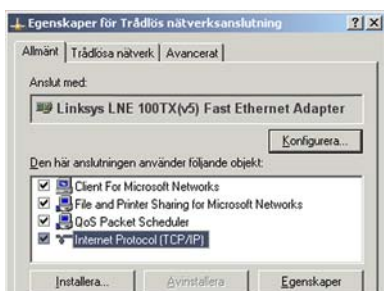 Egenskaper för Trådlös nätverksanslutning
Allmänt Trådlösa nätverk Avancerat
Anslut med:
Linksys LNE 100TX(v5) Fast Ethernet Adapter
Konfigurera...
Den här anslutningen använder följande objekt:
Client For Microsoft Networks
File and Printer Sharing for Microsoft Networks
QoS Packet Scheduler
Internet Protocol (TCP/IP)
Installera... Avinstallera Egenskaper